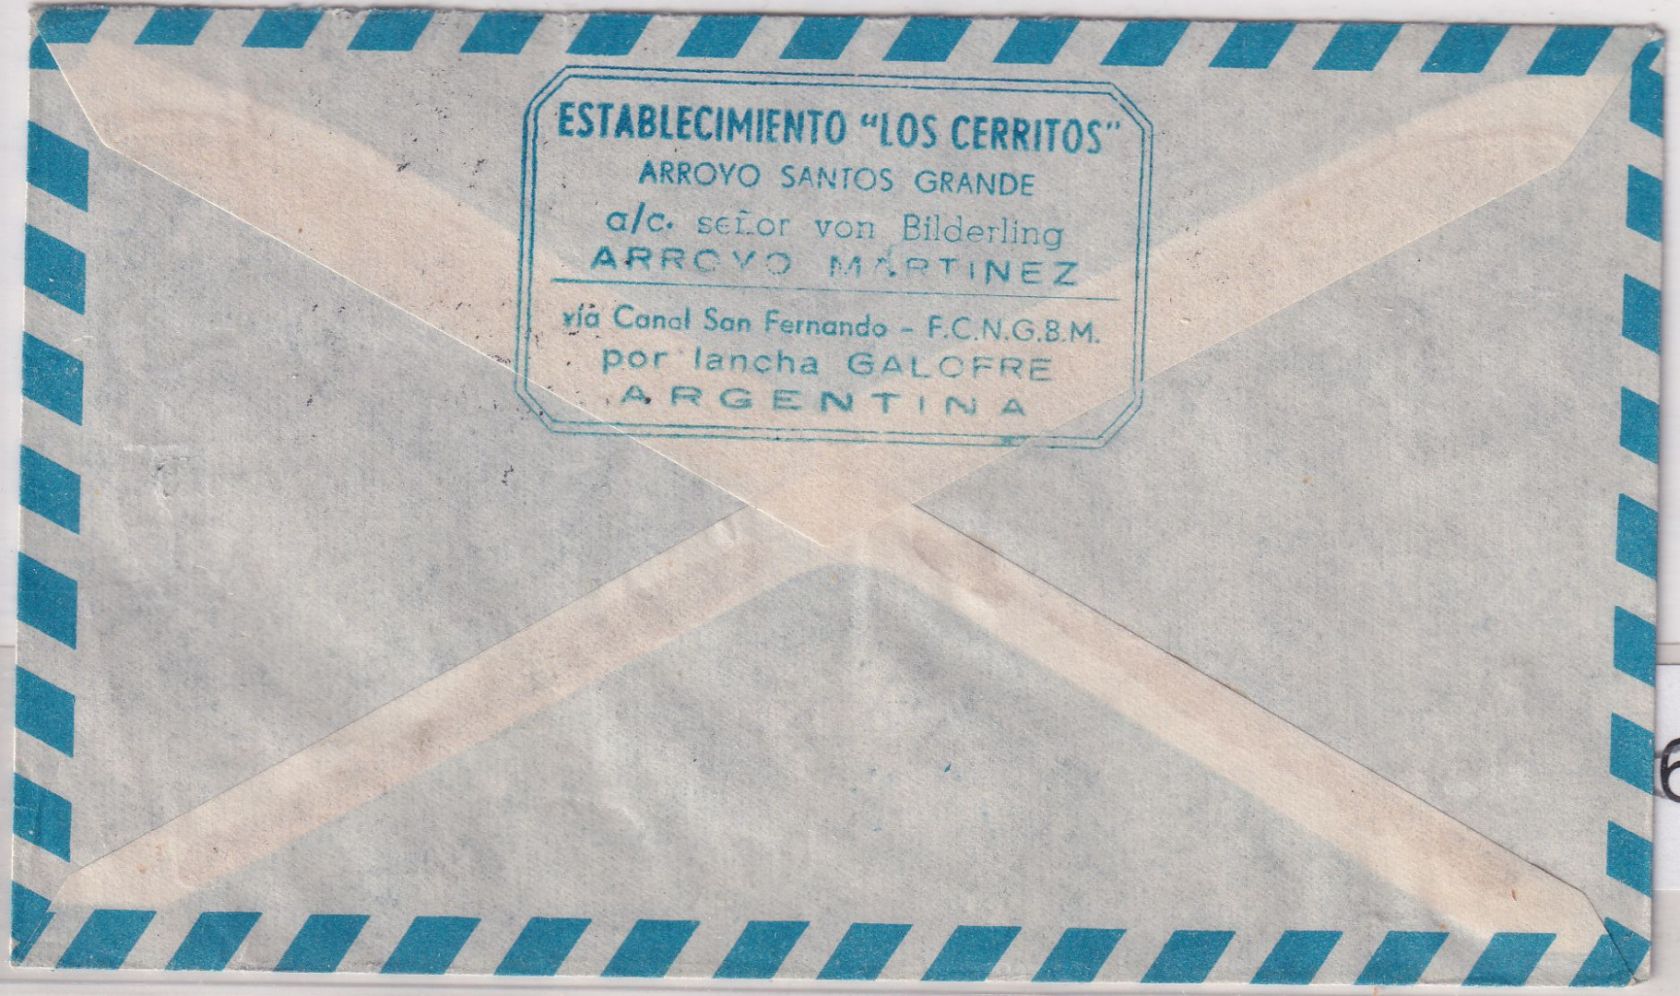 ESTABLECIMIENTO "LOS CERRITOS"
ARROYO SANTOS GRANDE
a/c. señor von Bilderling
ARROYO MARTINEZ
vía Canal San Fernando - F.C.N.G.B.M.
por lancha GALOFRE
ARGENTINA
6